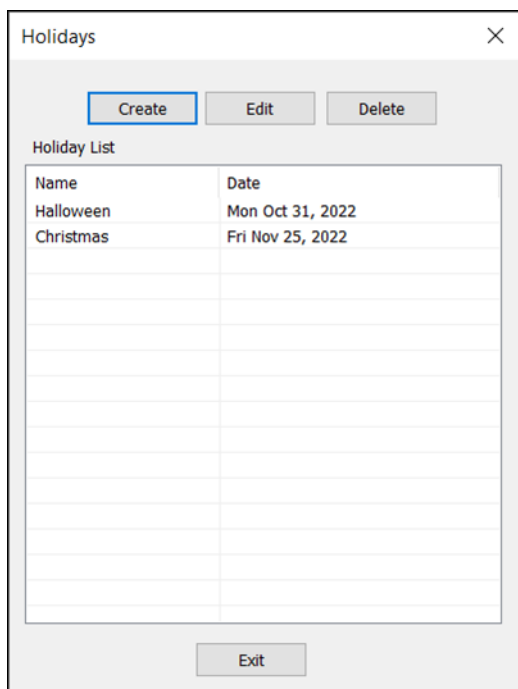 Holidays
Create Edit Delete
Holiday List
Name Date
Halloween Mon Oct 31, 2022
Christmas Fri Nov 25, 2022
Exit